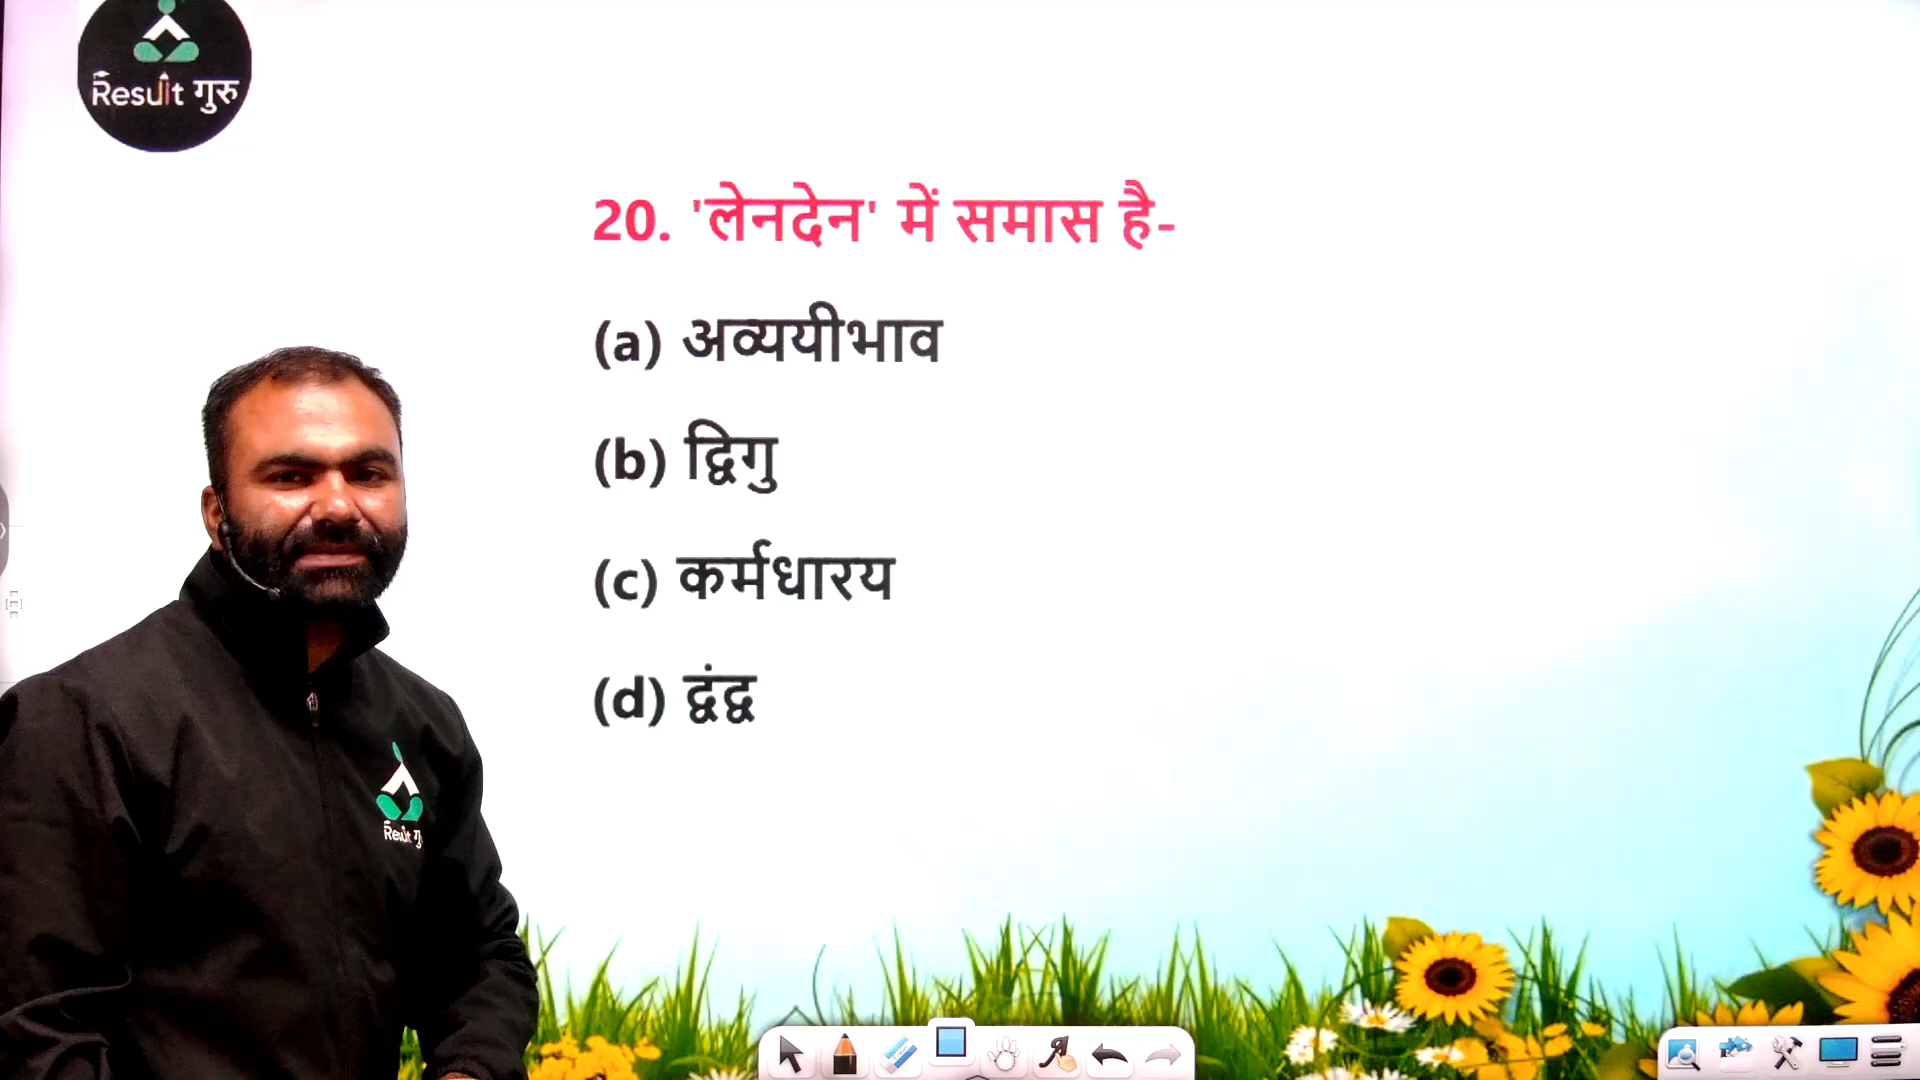 Result गुरु
20. 'लेनदेन' में समास है-
(a) अव्ययीभाव
(b) द्विगु
(c) कर्मधारय
(d) द्वंद्व